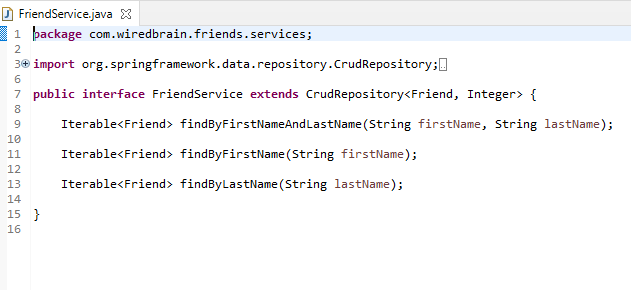 FriendService.java
1 package com.wiredbrain.friends.services;
2
3 import org.springframework.data.repository.CrudRepository;
6
7 public interface FriendService extends CrudRepository<Friend, Integer> {
8
9 Iterable<Friend> findByFirstNameAndLastName(String firstName, String lastName);
10
11 Iterable<Friend> findByFirstName(String firstName);
12
13 Iterable<Friend> findByLastName(String lastName);
14
15 }
16